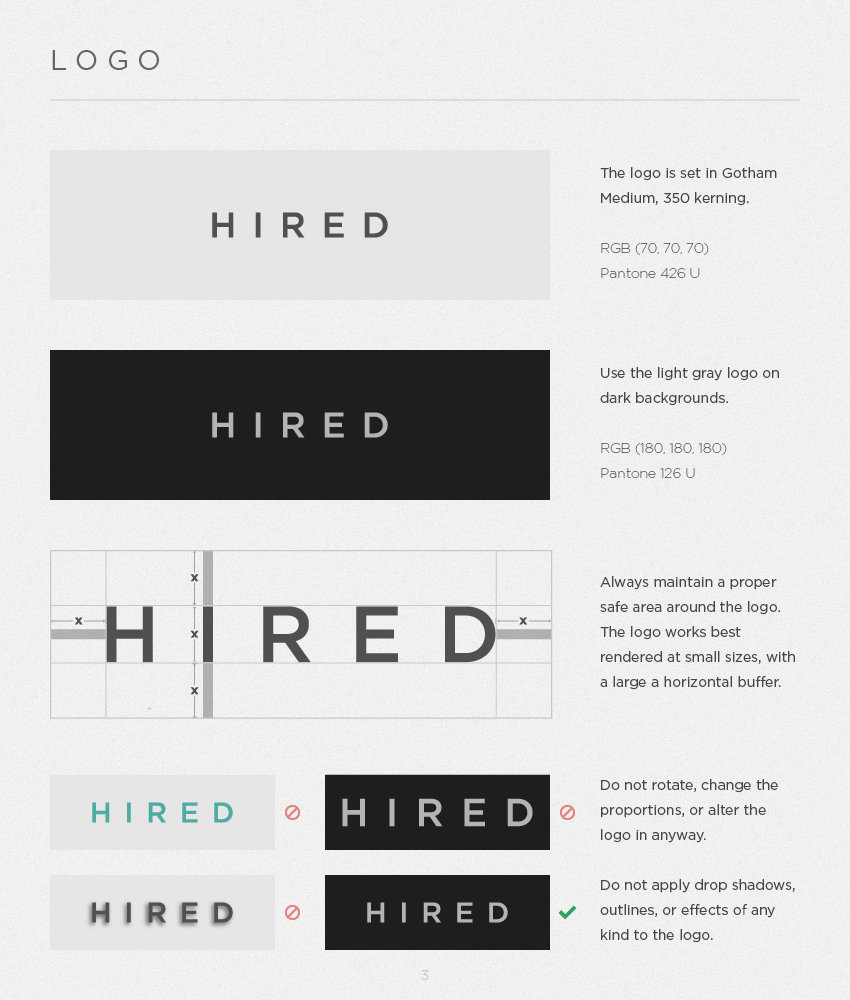 LOGO
HIRED
The logo is set in Gotham
Medium, 350 kerning.
RGB (70, 70, 70)
Pantone 426 U
HIRED
Use the light gray logo on
dark backgrounds.
RGB (180, 180, 180)
Pantone 126 U
x
x
x
x
x
HIRED
Always maintain a proper
safe area around the logo.
The logo works best
rendered at small sizes, with
a large a horizontal buffer.
HIRED
HIRED
Do not rotate, change the
proportions, or alter the
logo in anyway.
HIRED
HIRED
Do not apply drop shadows,
outlines, or effects of any
kind to the logo.
3